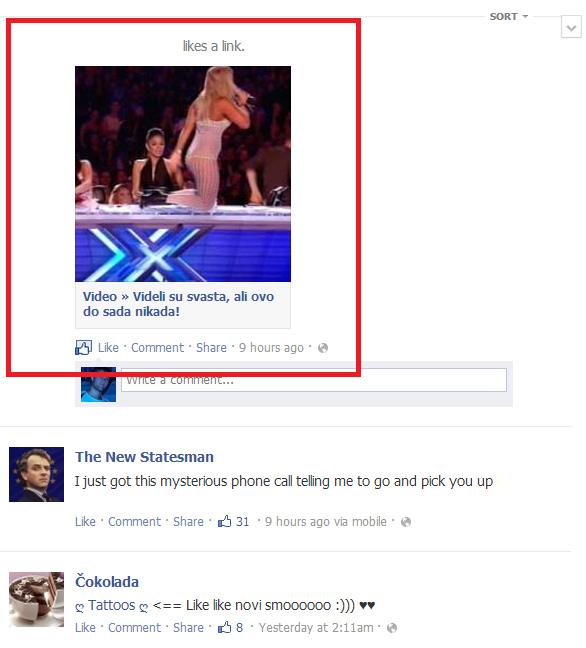 SORT
likes a link.
Video » Videli su svasta, ali ovo
do sada nikada!
Like · Comment · Share · 9 hours ago ·
Write a comment...
The New Statesman
I just got this mysterious phone call telling me to go and pick you up
Like · Comment · Share · 31 · 9 hours ago via mobile ·
Čokolada
ღ Tattoos ღ <== Like like novi smoooooo :))) ♥♥
Like · Comment · Share · 8 · Yesterday at 2:11am ·